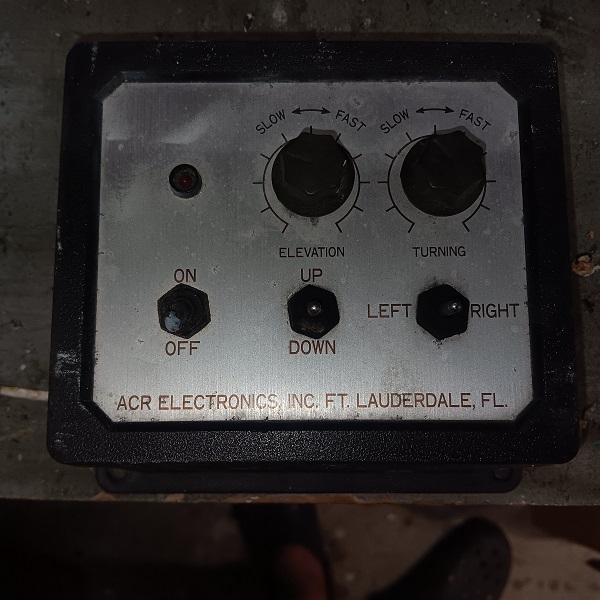 SLOW FAST SLOW FAST
ELEVATION TURNING
ON UP
LEFT RIGHT
OFF DOWN
ACR ELECTRONICS, INC. FT. LAUDERDALE, FL.